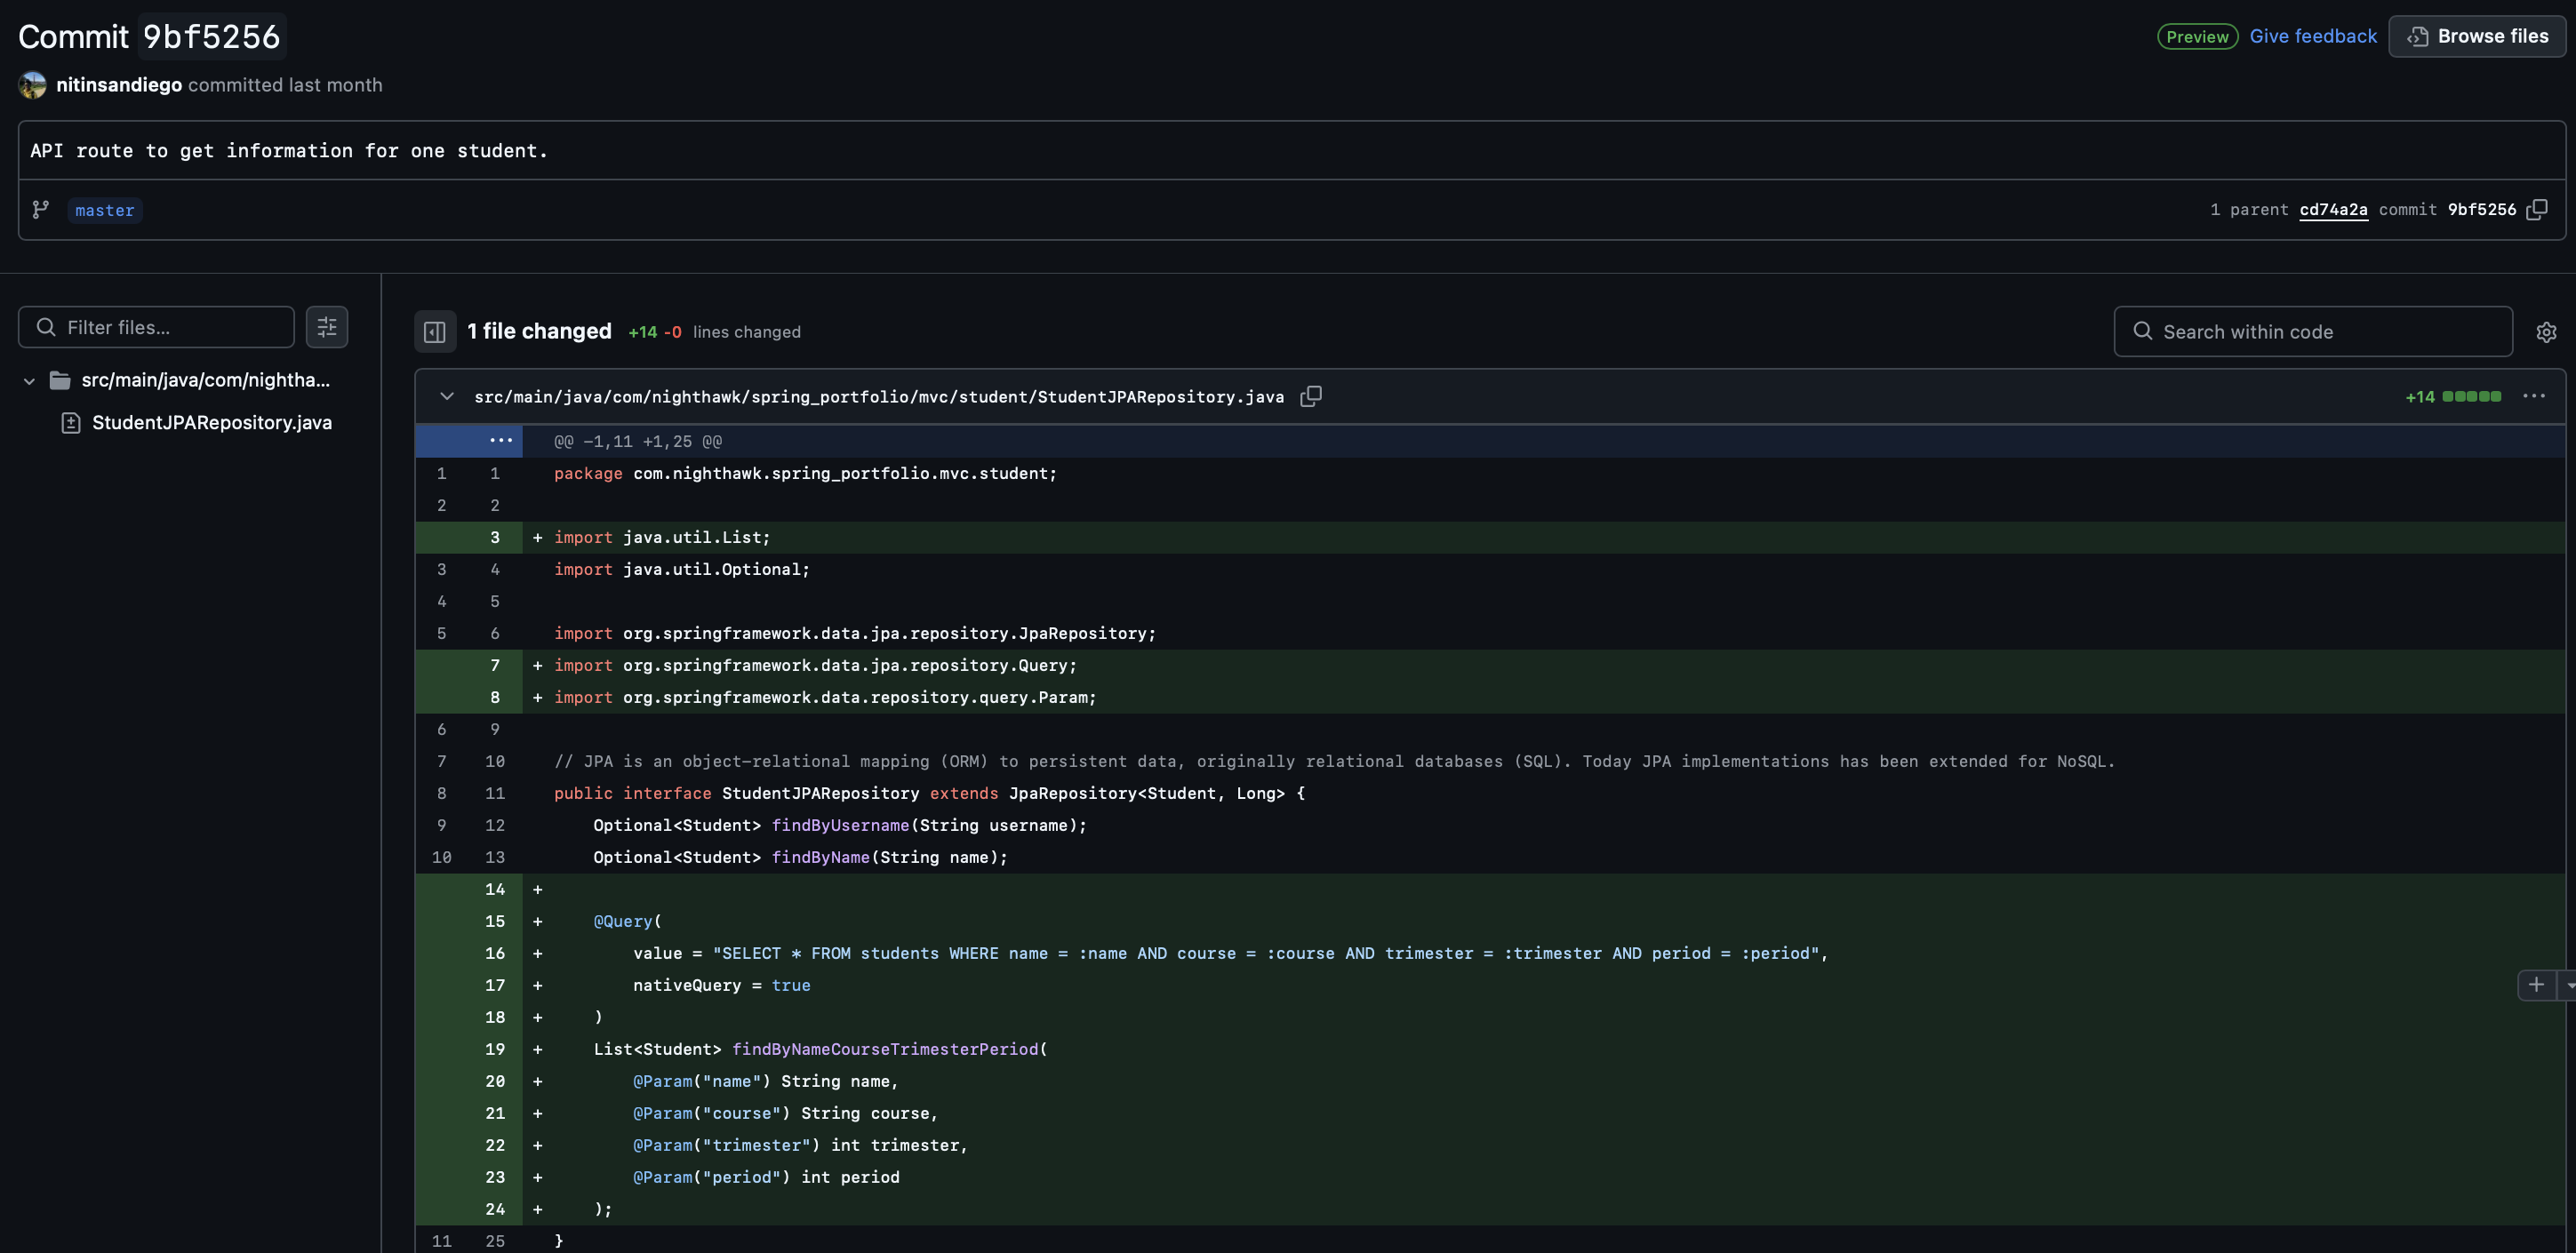 Commit 9bf5256
Preview Give feedback Browse files
nitinsandiego committed last month
API route to get information for one student.
master
1 parent cd74a2a commit 9bf5256
Filter files...
src/main/java/com/nightha...
StudentJPARepository.java
1 file changed +14 -0 lines changed
Search within code
src/main/java/com/nighthawk/spring_portfolio/mvc/student/StudentJPARepository.java
+14
@@ -1,11 +1,25 @@
1 1 package com.nighthawk.spring_portfolio.mvc.student;
2 2
3 + import java.util.List;
3 4 import java.util.Optional;
4 5
5 6 import org.springframework.data.jpa.repository.JpaRepository;
7 + import org.springframework.data.jpa.repository.Query;
8 + import org.springframework.data.repository.query.Param;
6 9
7 10 // JPA is an object-relational mapping (ORM) to persistent data, originally relational databases (SQL). Today JPA implementations has been extended for NoSQL.
8 11 public interface StudentJPARepository extends JpaRepository<Student, Long> {
9 12 Optional<Student> findByUsername(String username);
10 13 Optional<Student> findByName(String name);
14 +
15 + @Query(
16 + value = "SELECT * FROM students WHERE name = :name AND course = :course AND trimester = :trimester AND period = :period",
17 + nativeQuery = true
18 + )
19 + List<Student> findByNameCourseTrimesterPeriod(
20 + @Param("name") String name,
21 + @Param("course") String course,
22 + @Param("trimester") int trimester,
23 + @Param("period") int period
24 + );
11 25 }